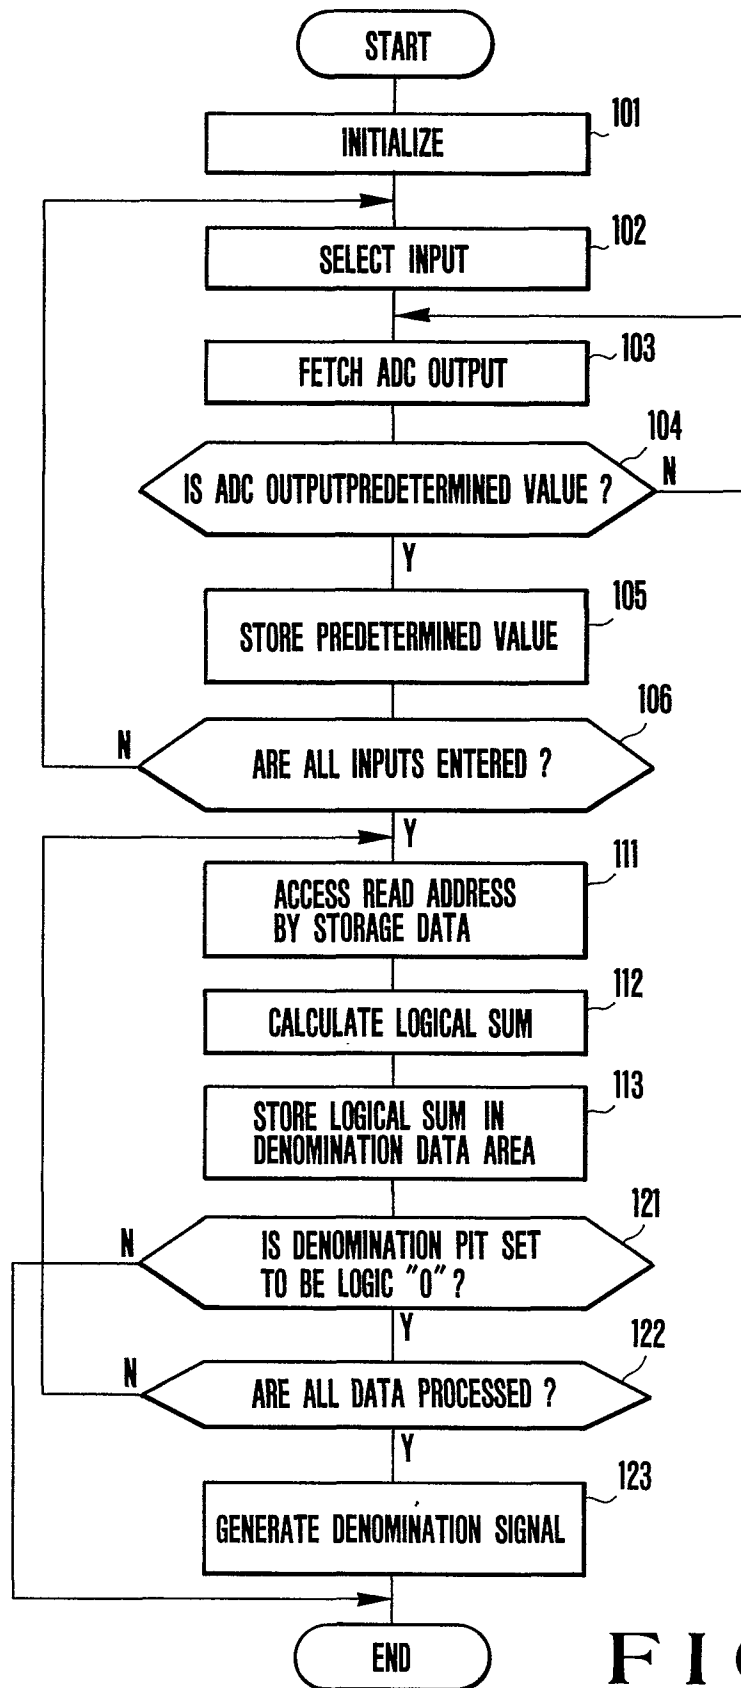 START
101
INITIALIZE
102
SELECT INPUT
103
FETCH ADC OUTPUT
104
IS ADC OUTPUTPREDETERMINED VALUE ?
N
Y
105
STORE PREDETERMINED VALUE
106
N
ARE ALL INPUTS ENTERED ?
Y
111
ACCESS READ ADDRESS
BY STORAGE DATA
112
CALCULATE LOGICAL SUM
113
STORE LOGICAL SUM IN
DENOMINATION DATA AREA
121
N
IS DENOMINATION PIT SET
TO BE LOGIC "0" ?
Y
122
N
ARE ALL DATA PROCESSED ?
Y
123
GENERATE DENOMINATION SIGNAL
END